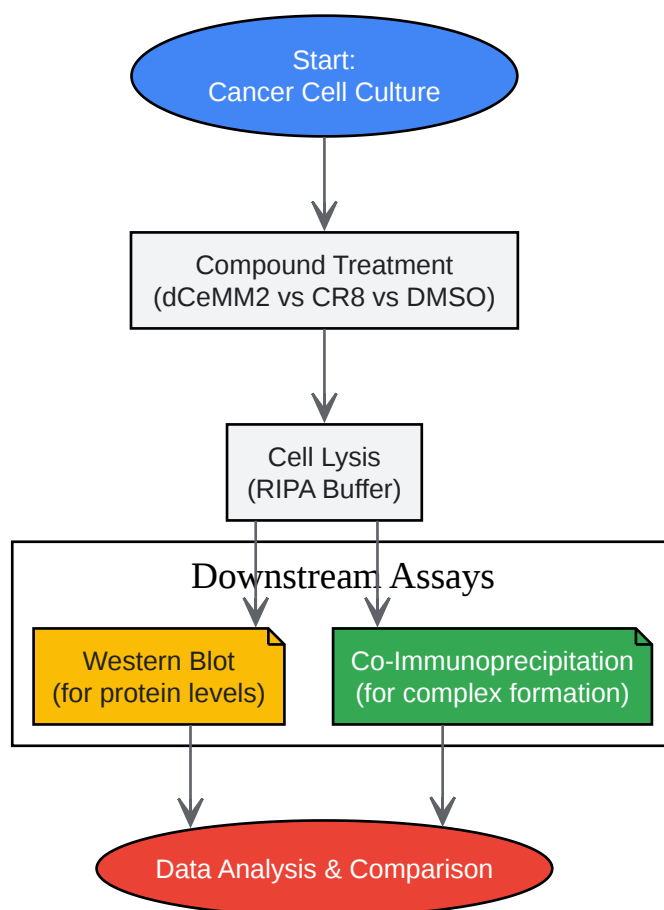 Start:
Cancer Cell Culture
Compound Treatment
(dCeMM2 vs CR8 vs DMSO)
Cell Lysis
(RIPA Buffer)
Downstream Assays
Western Blot
(for protein levels)
Co-Immunoprecipitation
(for complex formation)
Data Analysis & Comparison